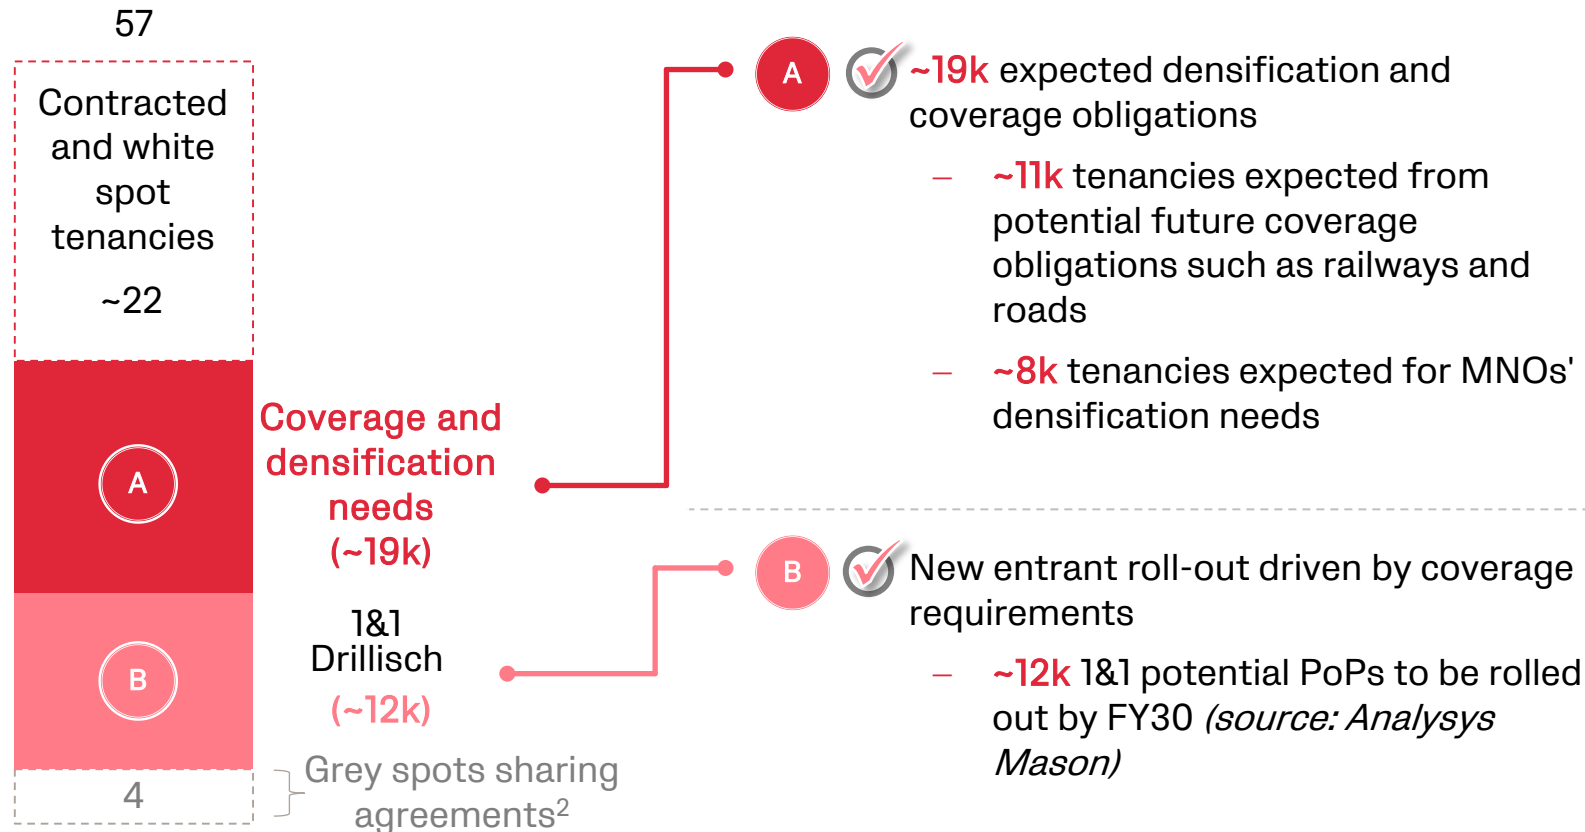 57
Contracted
and white
spot
tenancies
~22
A
Coverage and
densification
needs
(~19k)
B
1&1
Drillisch
(~12k)
4
Grey spots sharing
agreements2
A
~19k expected densification and
coverage obligations
– ~11k tenancies expected from
potential future coverage
obligations such as railways and
roads
– ~8k tenancies expected for MNOs'
densification needs
B
New entrant roll-out driven by coverage
requirements
– ~12k 1&1 potential PoPs to be rolled
out by FY30 (source: Analysys
Mason)